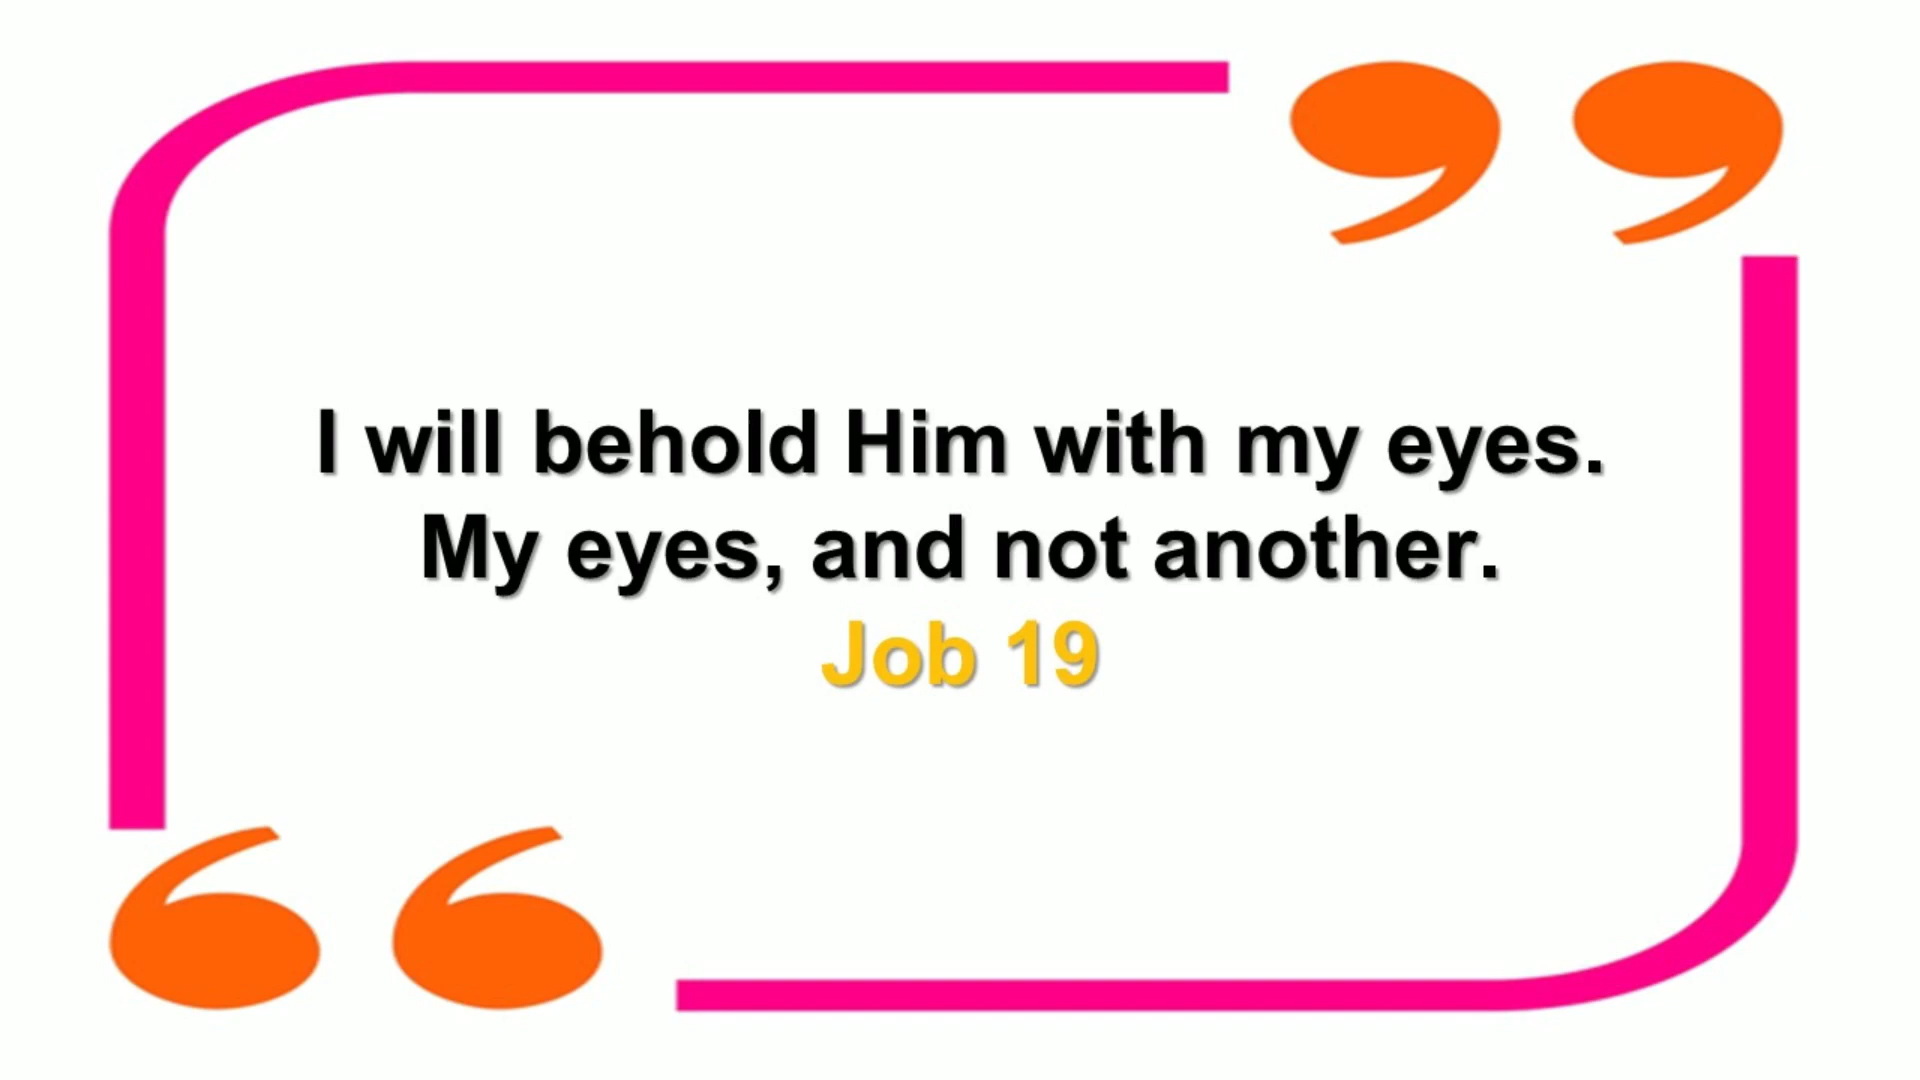 I will behold Him with my eyes.
My eyes, and not another.
Job 19